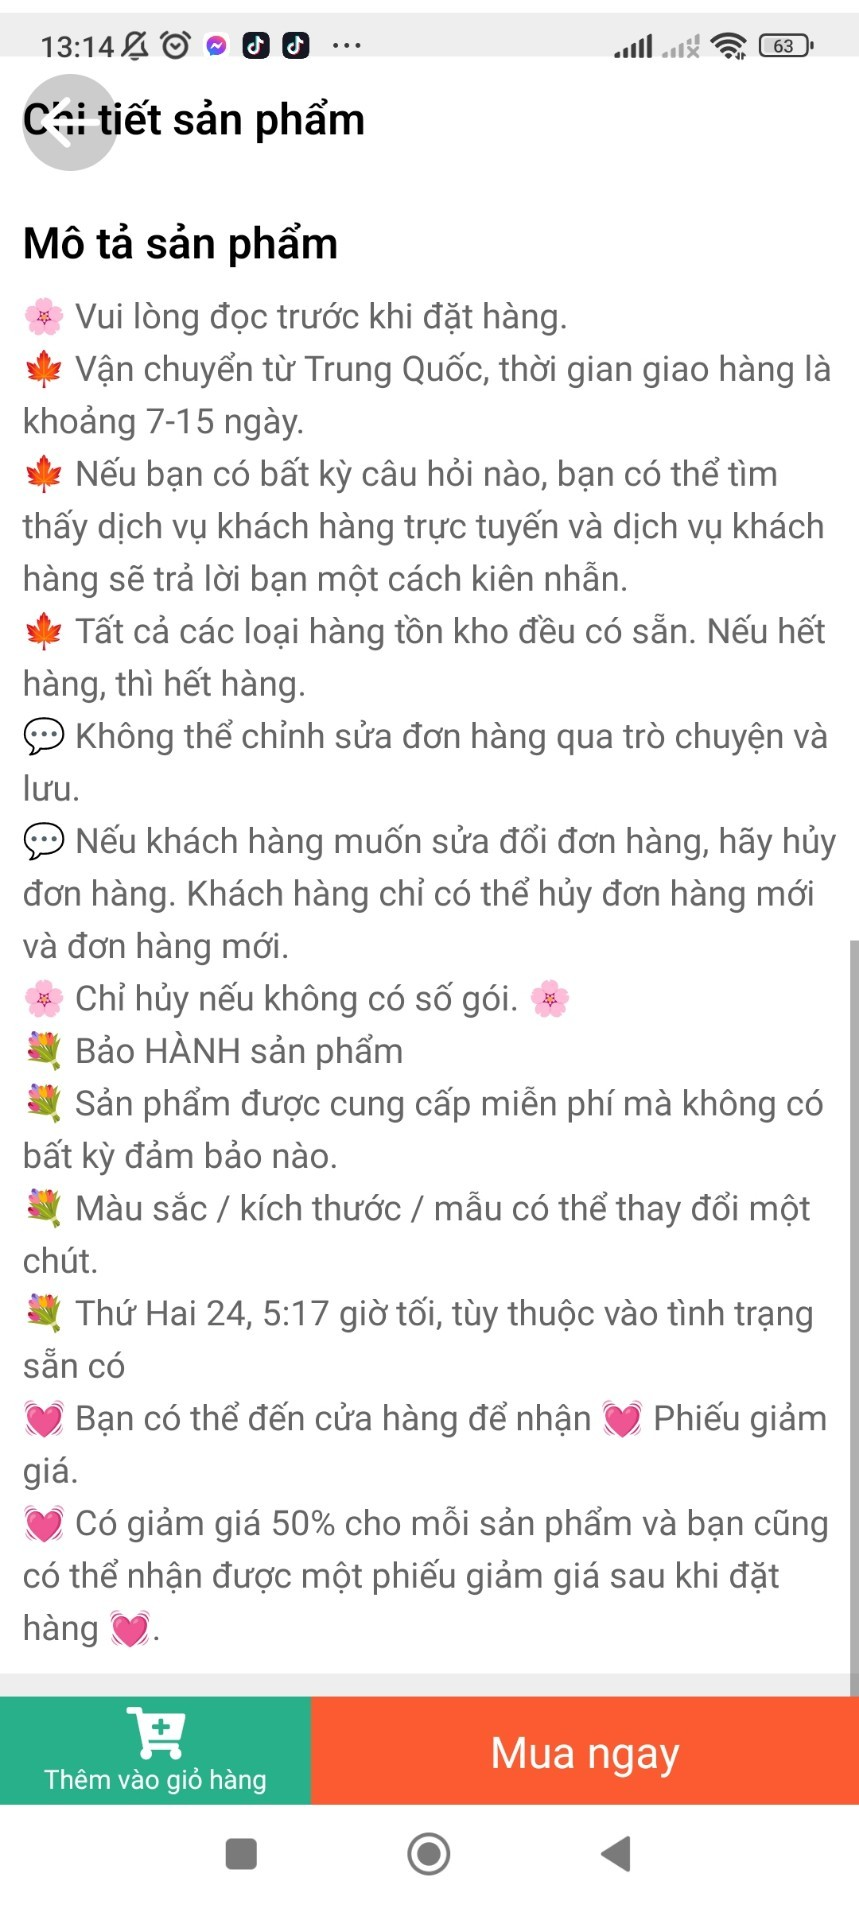 13:14
63
Chi tiết sản phẩm
Mô tả sản phẩm
🌸 Vui lòng đọc trước khi đặt hàng.
🍁 Vận chuyển từ Trung Quốc, thời gian giao hàng là
khoảng 7-15 ngày.
🍁 Nếu bạn có bất kỳ câu hỏi nào, bạn có thể tìm
thấy dịch vụ khách hàng trực tuyến và dịch vụ khách
hàng sẽ trả lời bạn một cách kiên nhẫn.
🍁 Tất cả các loại hàng tồn kho đều có sẵn. Nếu hết
hàng, thì hết hàng.
💬 Không thể chỉnh sửa đơn hàng qua trò chuyện và
lưu.
💬 Nếu khách hàng muốn sửa đổi đơn hàng, hãy hủy
đơn hàng. Khách hàng chỉ có thể hủy đơn hàng mới
và đơn hàng mới.
🌸 Chỉ hủy nếu không có số gói. 🌸
💐 Bảo HÀNH sản phẩm
💐 Sản phẩm được cung cấp miễn phí mà không có
bất kỳ đảm bảo nào.
💐 Màu sắc / kích thước / mẫu có thể thay đổi một
chút.
💐 Thứ Hai 24, 5:17 giờ tối, tùy thuộc vào tình trạng
sẵn có
💓 Bạn có thể đến cửa hàng để nhận 💓 Phiếu giảm
giá.
💓 Có giảm giá 50% cho mỗi sản phẩm và bạn cũng
có thể nhận được một phiếu giảm giá sau khi đặt
hàng 💓.
Thêm vào giỏ hàng
Mua ngay